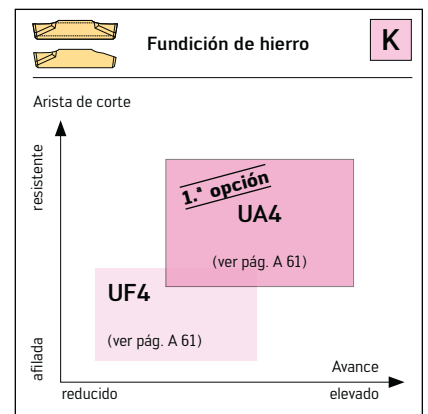 Fundición de hierro
K
Arista de corte
resistente
1.ª opción
UA4
(ver pág. A 61)
UF4
(ver pág. A 61)
afilada
Avance
reducido
elevado